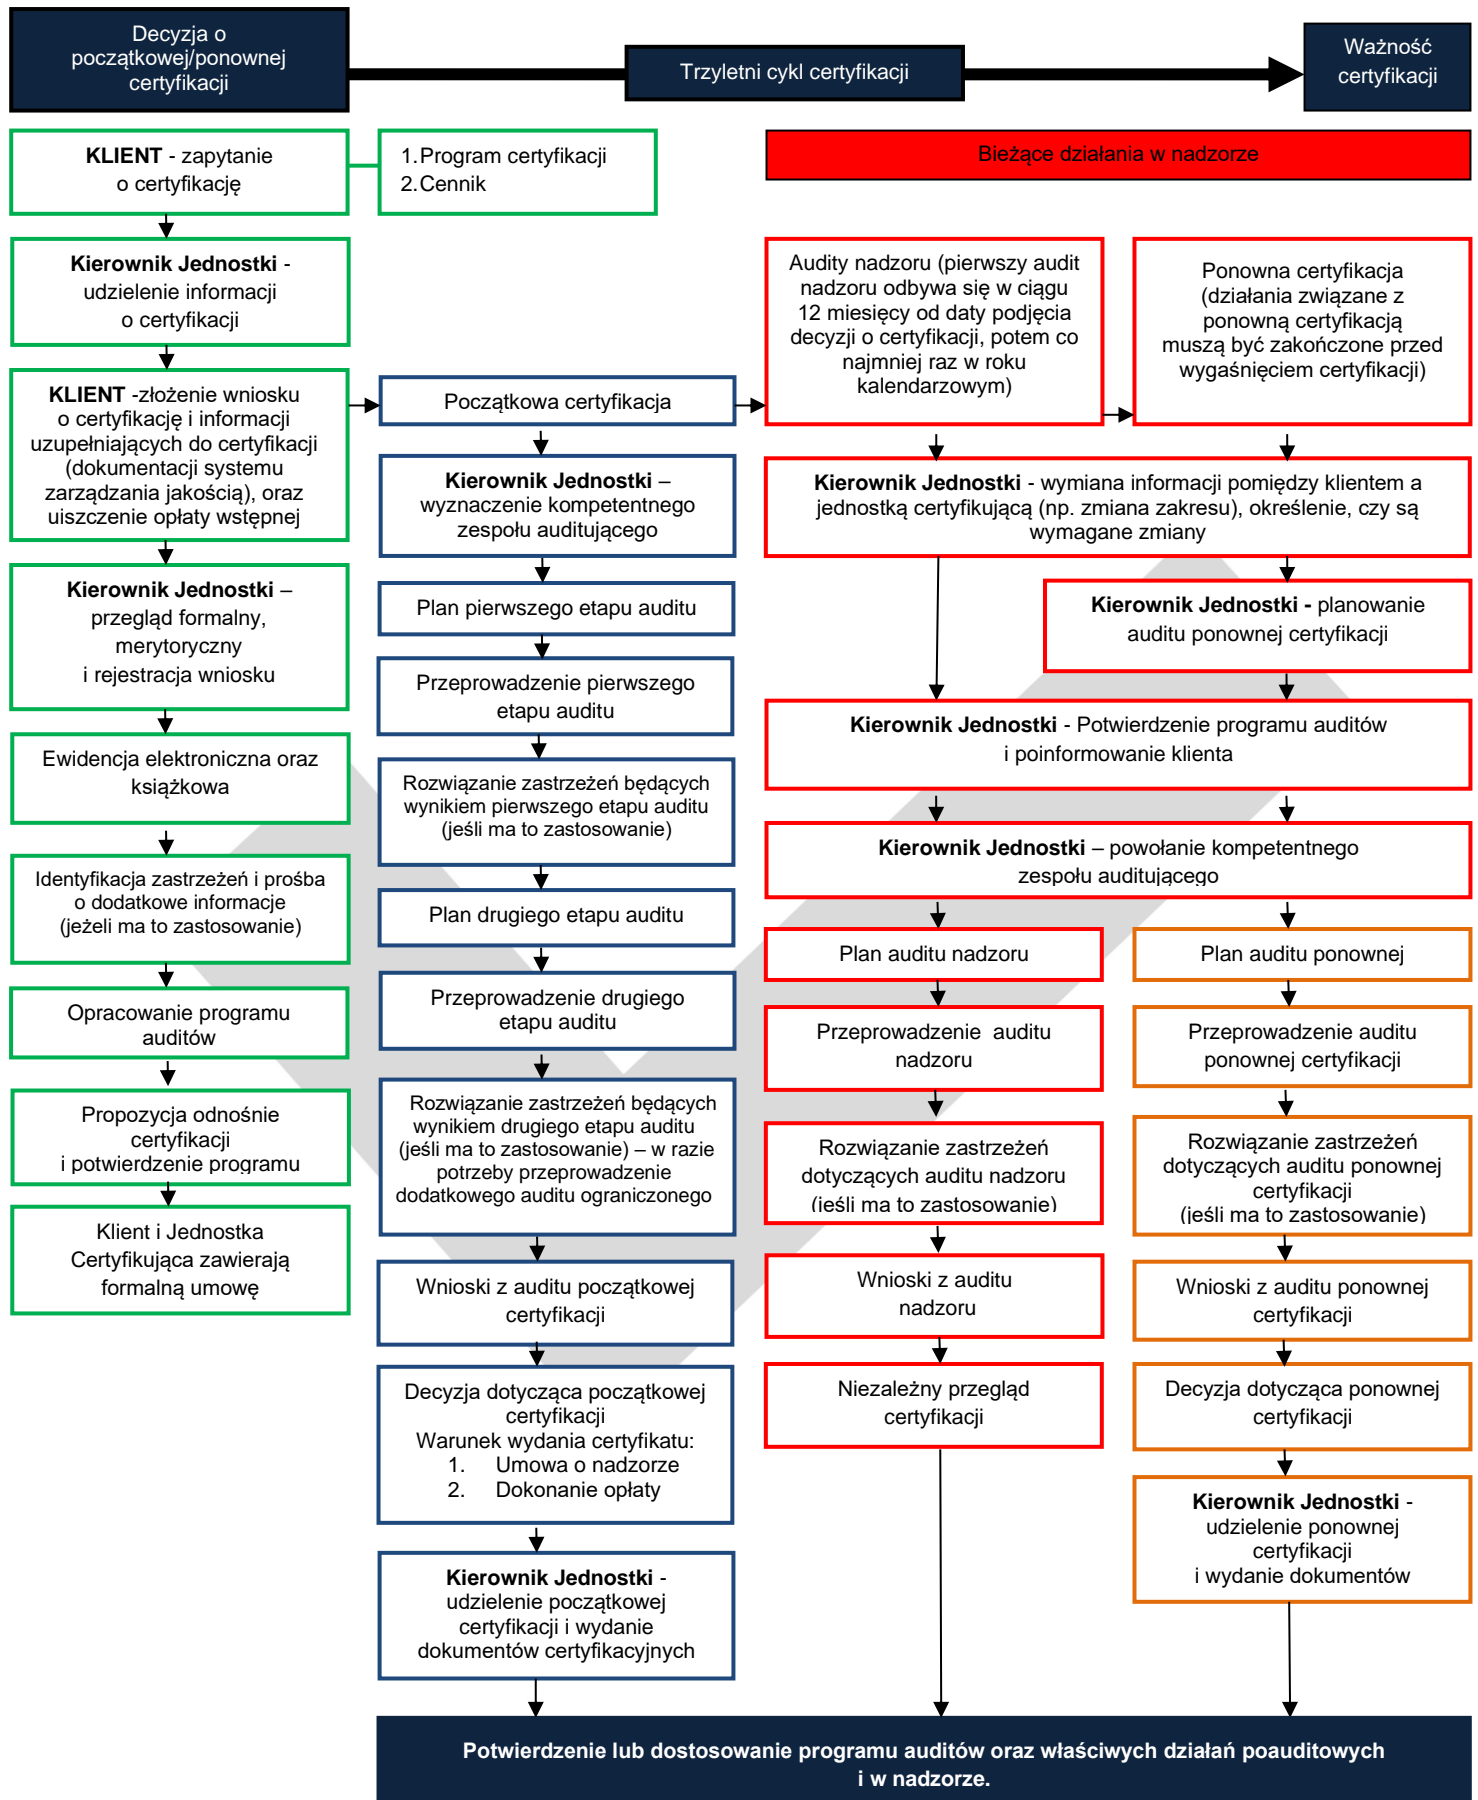 Decyzja o
początkowej/ponownej
certyfikacji
Trzyletni cykl certyfikacji
Ważność
certyfikacji
KLIENT - zapytanie
o certyfikację
1.Program certyfikacji
2.Cennik
Bieżące działania w nadzorze
Kierownik Jednostki -
udzielenie informacji
o certyfikacji
KLIENT -złożenie wniosku
o certyfikację i informacji
uzupełniających do certyfikacji
(dokumentacji systemu
zarządzania jakością), oraz
uiszczenie opłaty wstępnej
Kierownik Jednostki –
przegląd formalny,
merytoryczny
i rejestracja wniosku
Ewidencja elektroniczna oraz
książkowa
Identyfikacja zastrzeżeń i prośba
o dodatkowe informacje
(jeżeli ma to zastosowanie)
Opracowanie programu
auditów
Propozycja odnośnie
certyfikacji
i potwierdzenie programu
Klient i Jednostka
Certyfikująca zawierają
formalną umowę
Początkowa certyfikacja
Kierownik Jednostki –
wyznaczenie kompetentnego
zespołu auditującego
Plan pierwszego etapu auditu
Przeprowadzenie pierwszego
etapu auditu
Rozwiązanie zastrzeżeń będących
wynikiem pierwszego etapu auditu
(jeśli ma to zastosowanie)
Plan drugiego etapu auditu
Przeprowadzenie drugiego
etapu auditu
Rozwiązanie zastrzeżeń będących
wynikiem drugiego etapu auditu
(jeśli ma to zastosowanie) – w razie
potrzeby przeprowadzenie
dodatkowego auditu ograniczonego
Wnioski z auditu początkowej
certyfikacji
Decyzja dotycząca początkowej
certyfikacji
Warunek wydania certyfikatu:
1. Umowa o nadzorze
2. Dokonanie opłaty
Kierownik Jednostki -
udzielenie początkowej
certyfikacji i wydanie
dokumentów certyfikacyjnych
Audity nadzoru (pierwszy audit
nadzoru odbywa się w ciągu
12 miesięcy od daty podjęcia
decyzji o certyfikacji, potem co
najmniej raz w roku
kalendarzowym)
Ponowna certyfikacja
(działania związane z
ponowną certyfikacją
muszą być zakończone przed
wygaśnięciem certyfikacji)
Kierownik Jednostki - wymiana informacji pomiędzy klientem a
jednostką certyfikującą (np. zmiana zakresu), określenie, czy są
wymagane zmiany
Kierownik Jednostki - planowanie
auditu ponownej certyfikacji
Kierownik Jednostki - Potwierdzenie programu auditów
i poinformowanie klienta
Kierownik Jednostki – powołanie kompetentnego
zespołu auditującego
Plan auditu nadzoru
Przeprowadzenie auditu
nadzoru
Rozwiązanie zastrzeżeń
dotyczących auditu nadzoru
(jeśli ma to zastosowanie)
Wnioski z auditu
nadzoru
Niezależny przegląd
certyfikacji
Plan auditu ponownej
Przeprowadzenie auditu
ponownej certyfikacji
Rozwiązanie zastrzeżeń
dotyczących auditu ponownej
certyfikacji
(jeśli ma to zastosowanie)
Wnioski z auditu ponownej
certyfikacji
Decyzja dotycząca ponownej
certyfikacji
Kierownik Jednostki -
udzielenie ponownej
certyfikacji
i wydanie dokumentów
Potwierdzenie lub dostosowanie programu auditów oraz właściwych działań poauditowych
i w nadzorze.